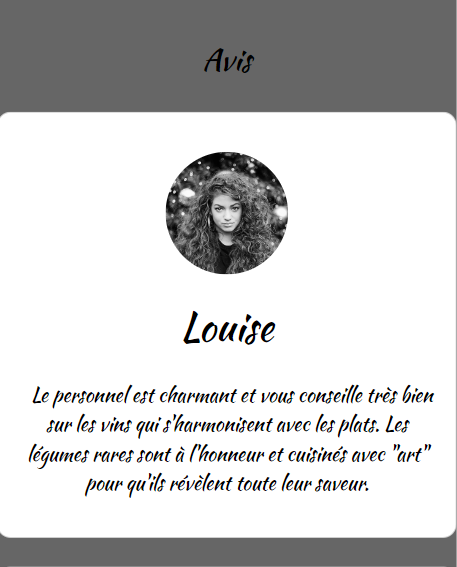 Avis
Louise
Le personnel est charmant et vous conseille très bien
sur les vins qui s'harmonisent avec les plats. Les
légumes rares sont à l'honneur et cuisinés avec "art"
pour qu'ils révèlent toute leur saveur.